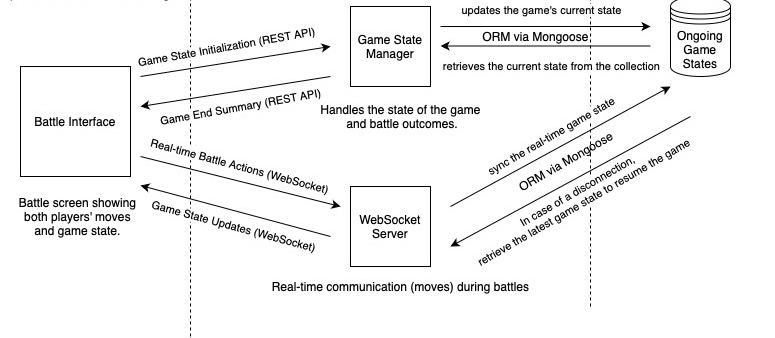 updates the game's current state
Game State Initialization (REST API)
Game State
Manager
ORM via Mongoose
Ongoing
Game
States
retrieves the current state from the collection
Game End Summary (REST API)
Handles the state of the game
and battle outcomes.
Battle Interface
Real-time Battle Actions (WebSocket)
sync the real-time game state
ORM via Mongoose
In case of a disconnection,
retrieve the latest game state to resume the game
Battle screen showing
both players' moves
and game state.
Game State Updates (WebSocket)
WebSocket
Server
Real-time communication (moves) during battles